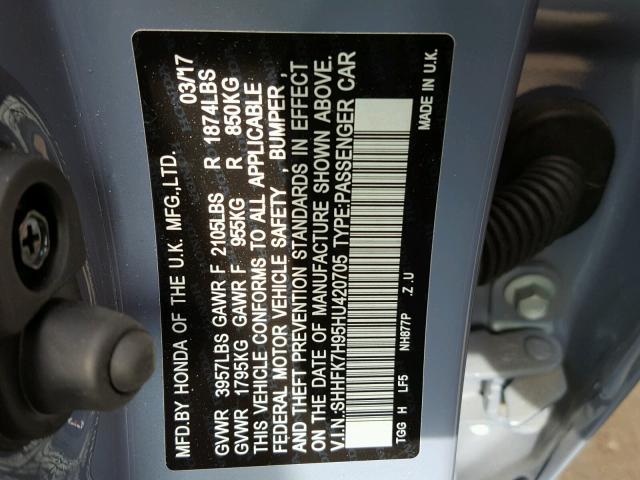 MFD.BY HONDA OF THE U.K. MFG.,LTD. 03/17
GVWR 3957LBS GAWR F 2105LBS R 1874LBS
GVWR 1795KG GAWR F 955KG R 850KG
THIS VEHICLE CONFORMS TO ALL APPLICABLE
FEDERAL MOTOR VEHICLE SAFETY , BUMPER ,
AND THEFT PREVENTION STANDARDS IN EFFECT
ON THE DATE OF MANUFACTURE SHOWN ABOVE.
V.I.N:SHHFK7H95HU420705 TYPE:PASSENGER CAR
TGG H LF5 NH877P .Z .U MADE IN U.K.